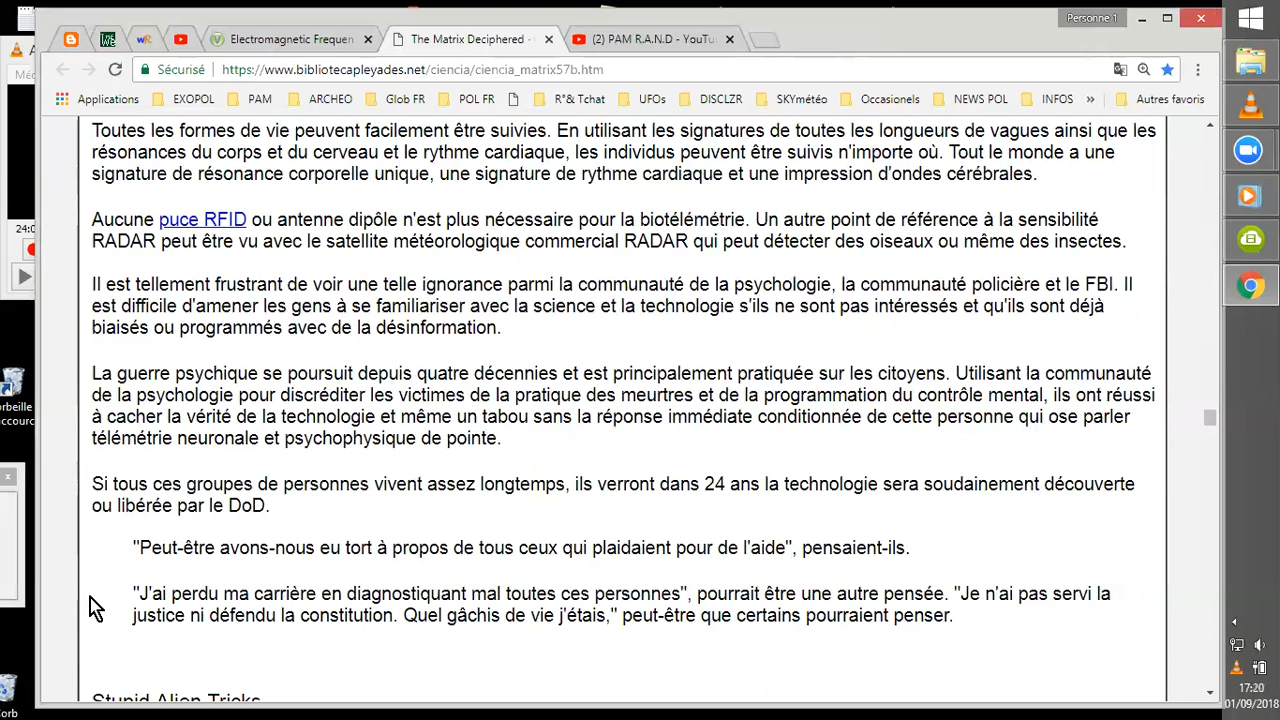 Personne 1
Electromagnetic Frequen
The Matrix Deciphered -
(2) PAM R.A.N.D - YouTu
Sécurisé
https://www.bibliotecapleyades.net/ciencia/ciencia_matrix57b.htm
Applications EXOPOL PAM ARCHEO Glob FR POL FR R°& Tchat UFOs DISCLZR SKYmétéo Occasionels NEWS POL INFOS » Autres favoris
Toutes les formes de vie peuvent facilement être suivies. En utilisant les signatures de toutes les longueurs de vagues ainsi que les
résonances du corps et du cerveau et le rythme cardiaque, les individus peuvent être suivis n'importe où. Tout le monde a une
signature de résonance corporelle unique, une signature de rythme cardiaque et une impression d'ondes cérébrales.
Aucune puce RFID ou antenne dipôle n'est plus nécessaire pour la biotélémétrie. Un autre point de référence à la sensibilité
RADAR peut être vu avec le satellite météorologique commercial RADAR qui peut détecter des oiseaux ou même des insectes.
Il est tellement frustrant de voir une telle ignorance parmi la communauté de la psychologie, la communauté policière et le FBI. Il
est difficile d'amener les gens à se familiariser avec la science et la technologie s'ils ne sont pas intéressés et qu'ils sont déjà
biaisés ou programmés avec de la désinformation.
La guerre psychique se poursuit depuis quatre décennies et est principalement pratiquée sur les citoyens. Utilisant la communauté
de la psychologie pour discréditer les victimes de la pratique des meurtres et de la programmation du contrôle mental, ils ont réussi
à cacher la vérité de la technologie et même un tabou sans la réponse immédiate conditionnée de cette personne qui ose parler
télémétrie neuronale et psychophysique de pointe.
Si tous ces groupes de personnes vivent assez longtemps, ils verront dans 24 ans la technologie sera soudainement découverte
ou libérée par le DoD.
"Peut-être avons-nous eu tort à propos de tous ceux qui plaidaient pour de l'aide", pensaient-ils.
"J'ai perdu ma carrière en diagnostiquant mal toutes ces personnes", pourrait être une autre pensée. "Je n'ai pas servi la
justice ni défendu la constitution. Quel gâchis de vie j'étais," peut-être que certains pourraient penser.
Stupid Alien Tricks
24:0
orbeille
accourc
Corb
17:20
01/09/2018